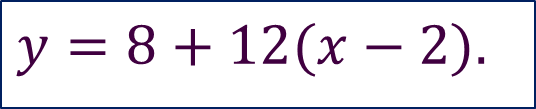 y = 8 + 12(x − 2).